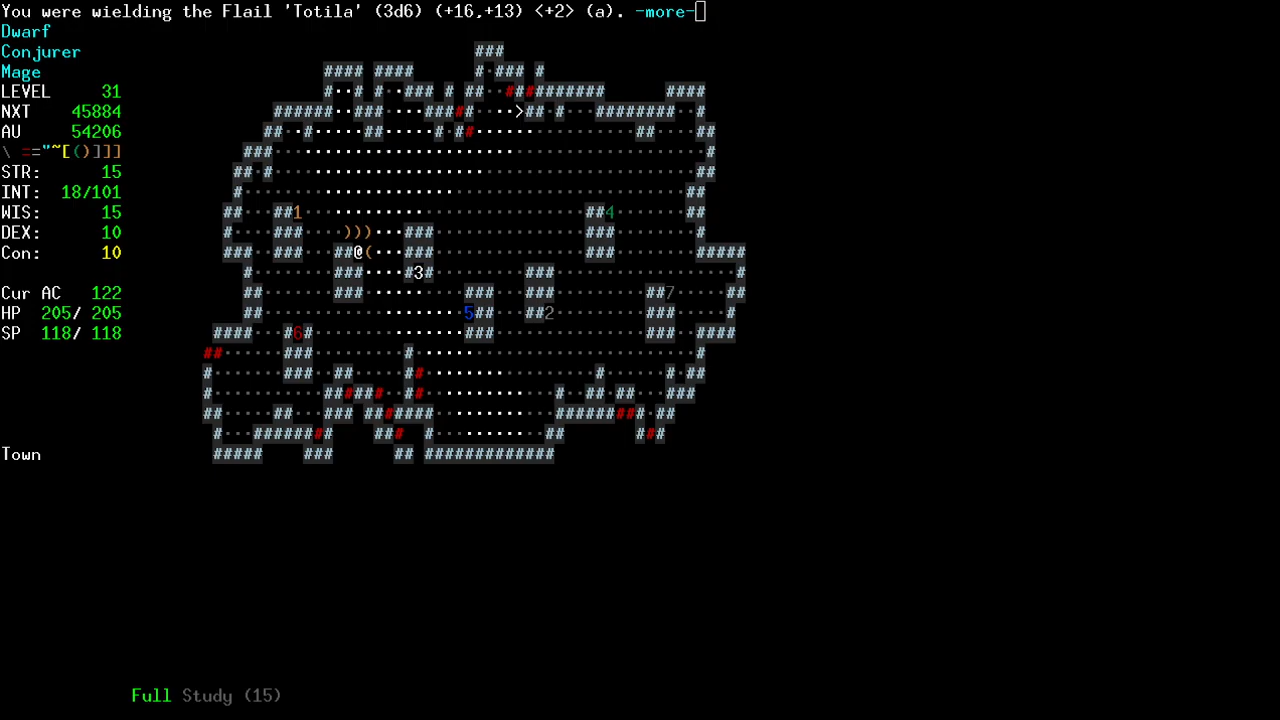 You were wielding the Flail 'Totila' (3d6) (+16,+13) <+2> (a). -more-
Dwarf
Conjurer
Mage
LEVEL 31
NXT 45884
AU 54206
\ =="~[()]]]
STR: 15
INT: 18/101
WIS: 15
DEX: 10
Con: 10
Cur AC 122
HP 205/ 205
SP 118/ 118
Town
Full Study (15)